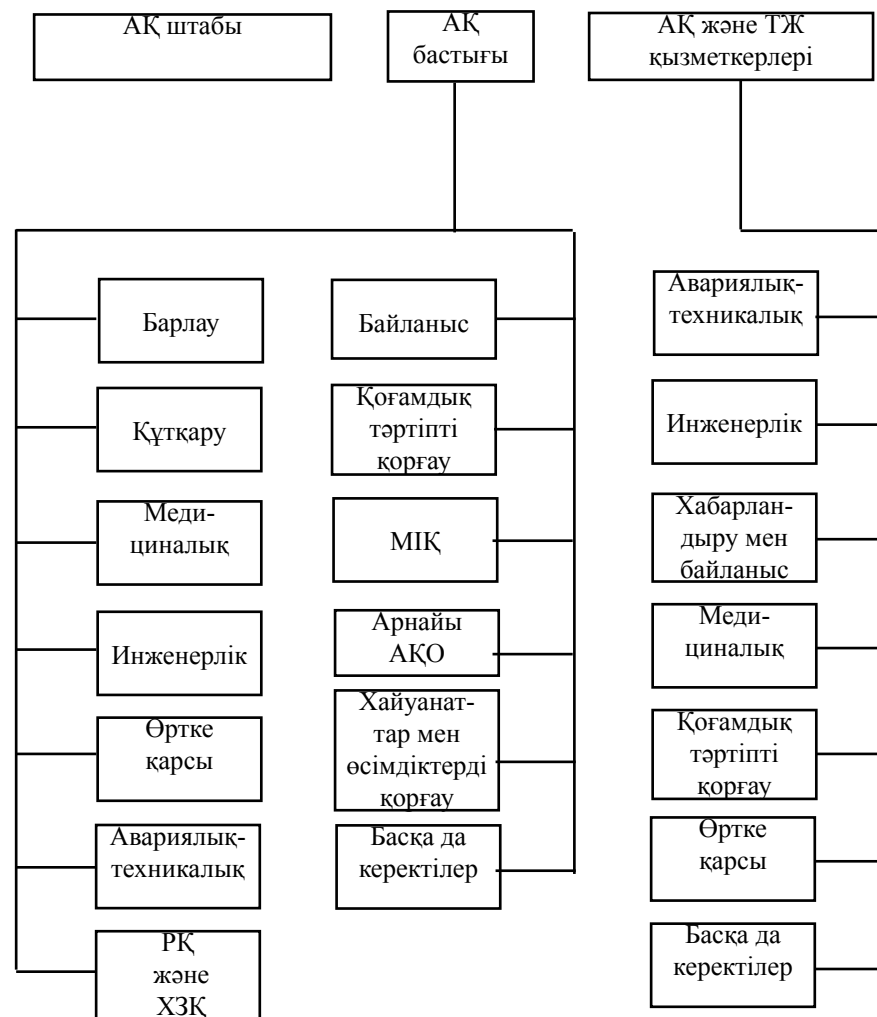 АҚ штабы
АҚ
бастығы
АҚ және ТЖ
қызметкерлері
Барлау
Құтқару
Меди-
циналық
Инженерлік
Өртке
қарсы
Авариялық-
техникалық
РҚ
және
ХЗҚ
Байланыс
Қоғамдық
тәртіпті
қорғау
МІҚ
Арнайы
АҚО
Хайуанат-
тар мен
өсімдіктерді
қорғау
Басқа да
керектілер
Авариялық-
техникалық
Инженерлік
Хабарлан-
дыру мен
байланыс
Меди-
циналық
Қоғамдық
тәртіпті
қорғау
Өртке
қарсы
Басқа да
керектілер